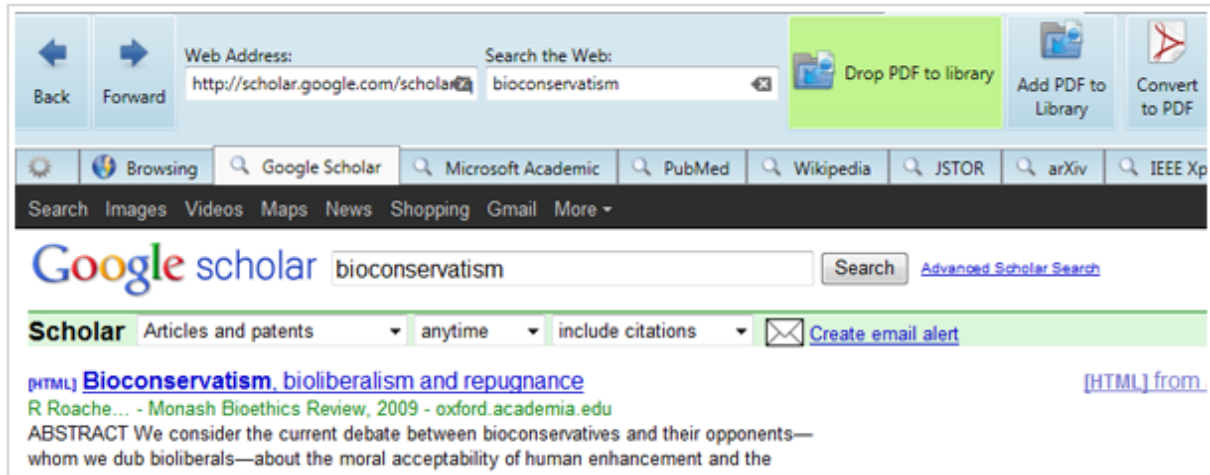 Web Address:
Search the Web:
Back
Forward
http://scholar.google.com/scholar
bioconservatism
Drop PDF to library
Add PDF to
Library
Convert
to PDF
Browsing
Google Scholar
Microsoft Academic
PubMed
Wikipedia
JSTOR
arXiv
IEEE Xp
Search Images Videos Maps News Shopping Gmail More
Google scholar
bioconservatism
Search
Advanced Scholar Search
Scholar
Articles and patents
anytime
include citations
Create email alert
[HTML] Bioconservatism, bioliberalism and repugnance
[HTML] from
R Roache... - Monash Bioethics Review, 2009 - oxford.academia.edu
ABSTRACT We consider the current debate between bioconservatives and their opponents—
whom we dub bioliberals—about the moral acceptability of human enhancement and the